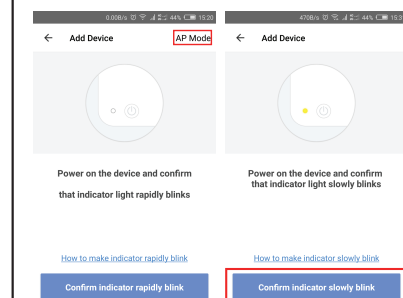 0.00B/s 44% 15:20
← Add Device AP Mode
Power on the device and confirm
that indicator light rapidly blinks
How to make indicator rapidly blink
Confirm indicator rapidly blink
470B/s 44% 15:3
← Add Device
Power on the device and confirm
that indicator light slowly blinks
How to make indicator slowly blink
Confirm indicator slowly blink